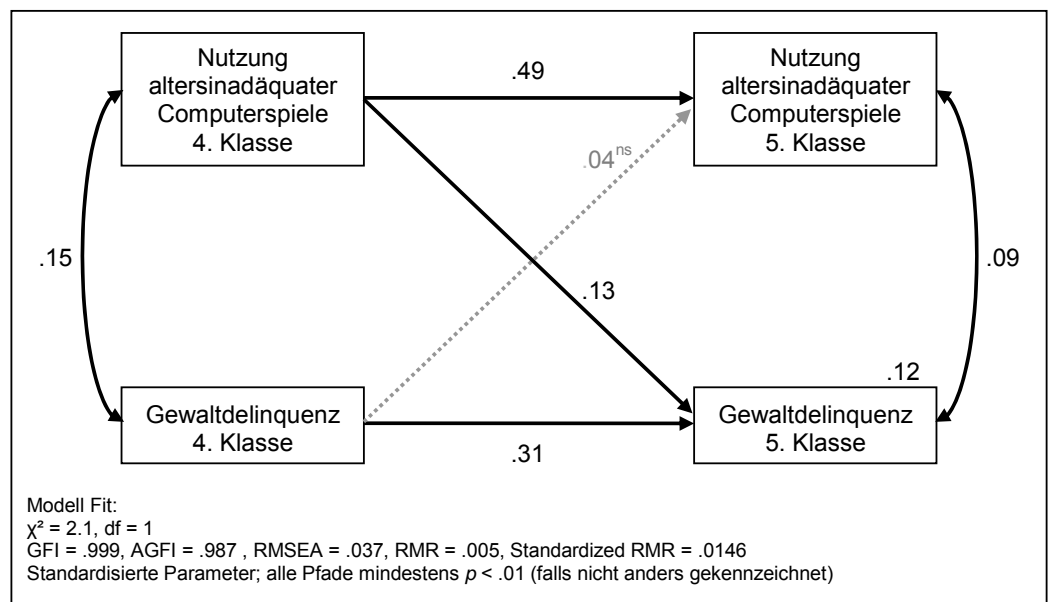 Nutzung
altersinadäquater
Computerspiele
4. Klasse
.49
Nutzung
altersinadäquater
Computerspiele
5. Klasse
.04ns
.15
.09
.13
.12
Gewaltdelinquenz
4. Klasse
.31
Gewaltdelinquenz
5. Klasse
Modell Fit:
χ² = 2.1, df = 1
GFI = .999, AGFI = .987 , RMSEA = .037, RMR = .005, Standardized RMR = .0146
Standardisierte Parameter; alle Pfade mindestens p < .01 (falls nicht anders gekennzeichnet)